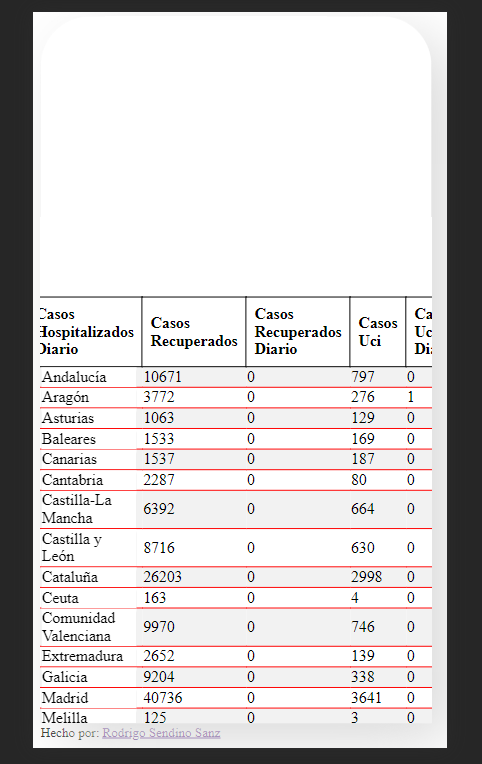 Casos Hospitalizados Diario Casos Recuperados Casos Recuperados Diario Casos Uci
Andalucía 10671 0 797 0
Aragón 3772 0 276 1
Asturias 1063 0 129 0
Baleares 1533 0 169 0
Canarias 1537 0 187 0
Cantabria 2287 0 80 0
Castilla-La Mancha 6392 0 664 0
Castilla y León 8716 0 630 0
Cataluña 26203 0 2998 0
Ceuta 163 0 4 0
Comunidad Valenciana 9970 0 746 0
Extremadura 2652 0 139 0
Galicia 9204 0 338 0
Madrid 40736 0 3641 0
Melilla 125 0 3 0
Hecho por: Rodrigo Sendino Sanz